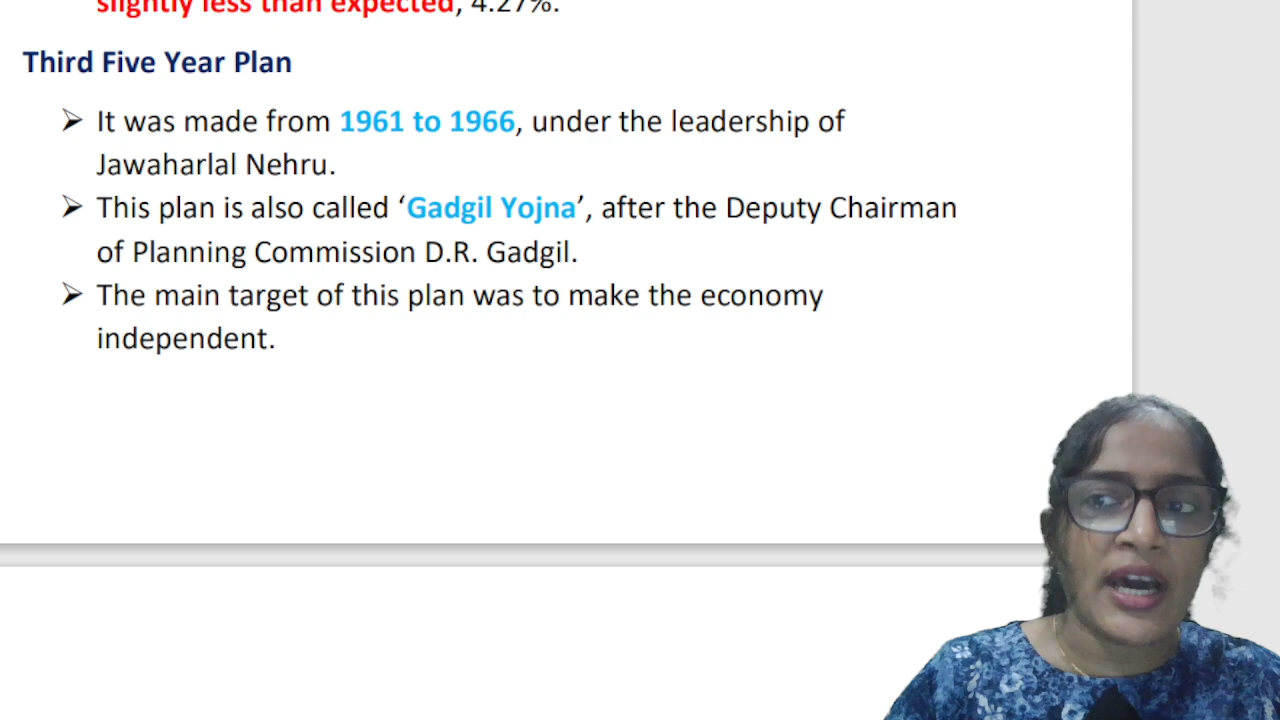 slightly less than expected, 4.27%.
Third Five Year Plan
➢ It was made from 1961 to 1966, under the leadership of
Jawaharlal Nehru.
➢ This plan is also called ‘Gadgil Yojna’, after the Deputy Chairman
of Planning Commission D.R. Gadgil.
➢ The main target of this plan was to make the economy
independent.